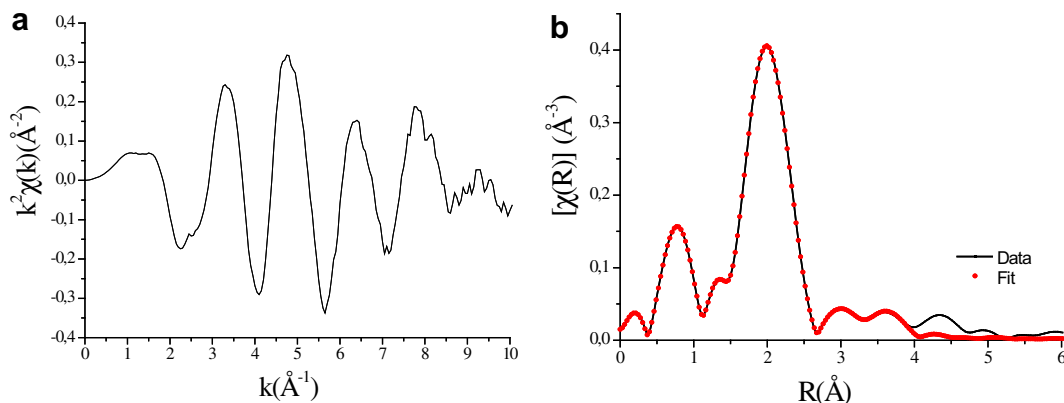 a
0,4
0,3
0,2
0,1
0,0
-0,1
-0,2
-0,3
-0,4
k²χ(k)(Å⁻²)
0 1 2 3 4 5 6 7 8 9 10
k(Å⁻¹)
b
0,4
0,3
0,2
0,1
0,0
[χ(R)] (Å⁻³)
Data
Fit
0 1 2 3 4 5 6
R(Å)